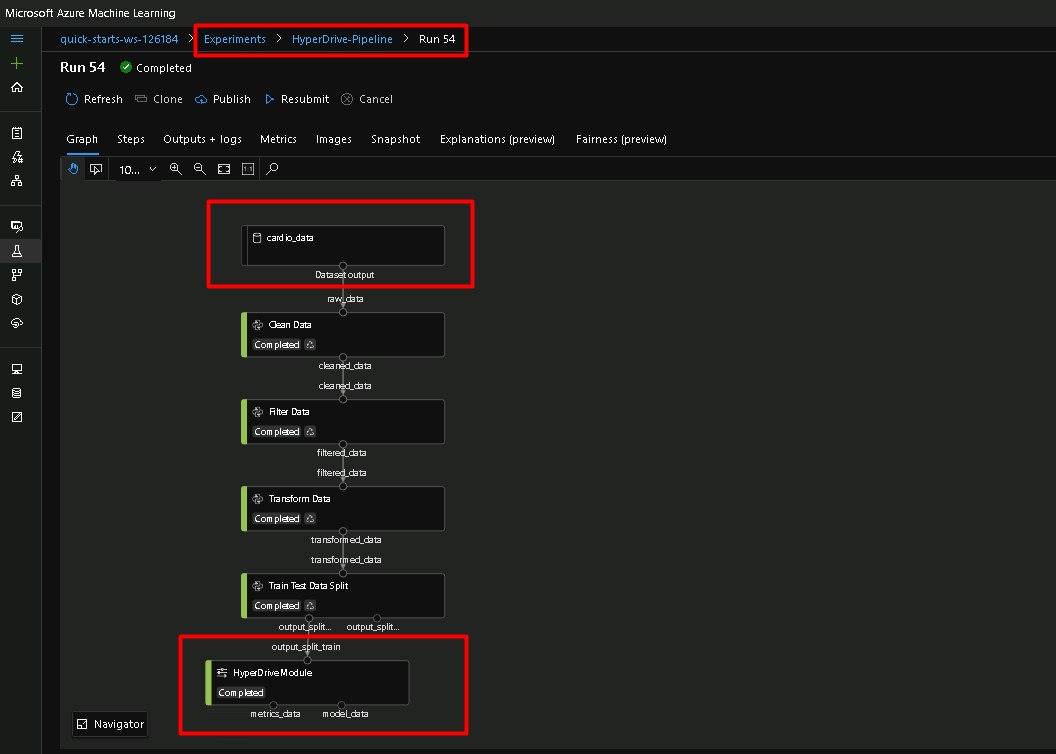 Microsoft Azure Machine Learning
quick-starts-ws-126184 > Experiments > HyperDrive-Pipeline > Run 54
Run 54 Completed
Refresh Clone Publish Resubmit Cancel
Graph Steps Outputs + logs Metrics Images Snapshot Explanations (preview) Fairness (preview)
10...
cardio_data
Dataset output
raw_data
Clean Data
Completed
cleaned_data
cleaned_data
Filter Data
Completed
filtered_data
filtered_data
Transform Data
Completed
transformed_data
transformed_data
Train Test Data Split
Completed
output_split... output_split...
output_split_train
HyperDrive Module
Completed
metrics_data model_data
Navigator